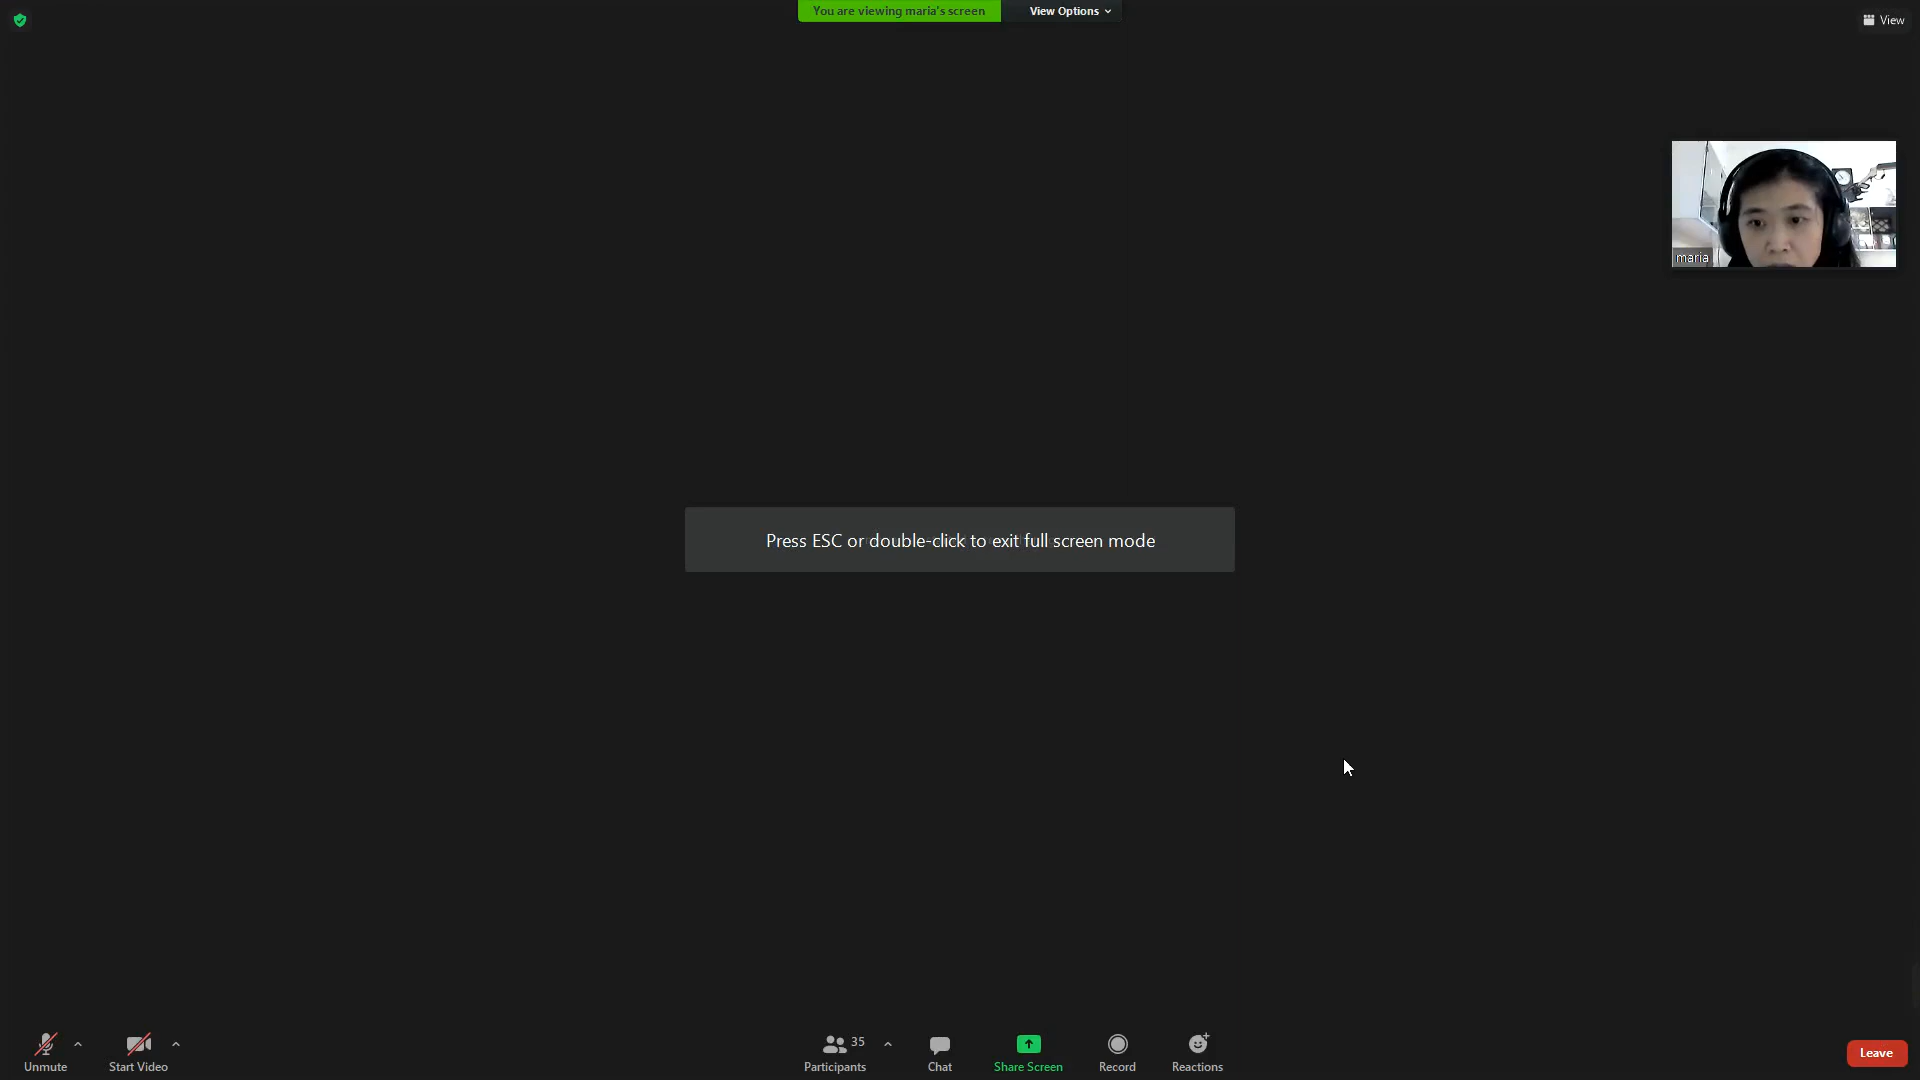 You are viewing maria's screen
View Options
View
maria
Press ESC or double-click to exit full screen mode
Unmute
Start Video
35
Participants
Chat
Share Screen
Record
Reactions
Leave